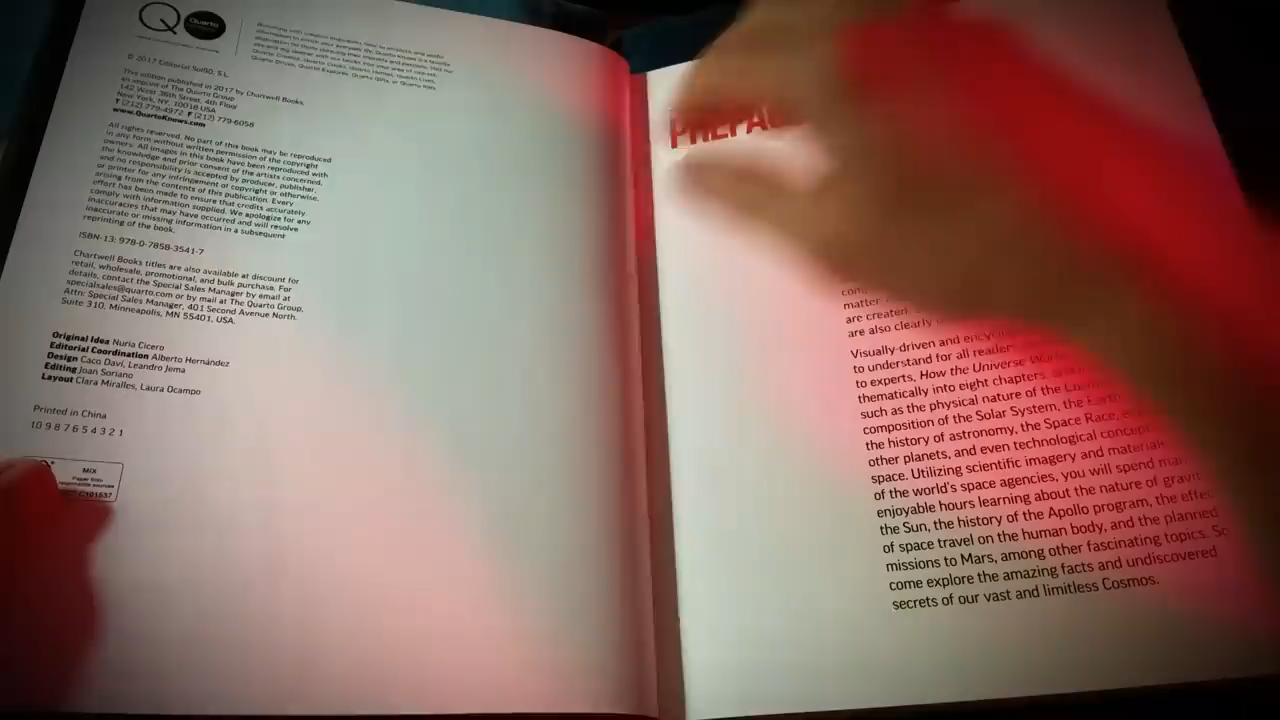 Quarto
© 2017 Editorial Sol90, S.L.
This edition published in 2017 by Chartwell Books,
an imprint of The Quarto Group
142 West 36th Street, 4th Floor
New York, NY, 10018 USA
T (212) 779-4972 F (212) 779-6058
www.QuartoKnows.com
All rights reserved. No part of this book may be reproduced
in any form without written permission of the copyright
owners. All images in this book have been reproduced with
the knowledge and prior consent of the artists concerned,
and no responsibility is accepted by producer, publisher,
or printer for any infringement of copyright or otherwise,
arising from the contents of this publication. Every
effort has been made to ensure that credits accurately
comply with information supplied. We apologize for any
inaccuracies that may have occurred and will resolve
inaccurate or missing information in a subsequent
reprinting of the book.
ISBN-13: 978-0-7858-3541-7
Chartwell Books titles are also available at discount for
retail, wholesale, promotional, and bulk purchase. For
details, contact the Special Sales Manager by email at
specialsales@quarto.com or by mail at The Quarto Group,
Attn: Special Sales Manager, 401 Second Avenue North,
Suite 310, Minneapolis, MN 55401, USA.
Original Idea Nuria Cicero
Editorial Coordination Alberto Hernández
Design Caco Davi, Leandro Jema
Editing Joan Soriano
Layout Clara Miralles, Laura Ocampo
Printed in China
10 9 8 7 6 5 4 3 2 1
MIX
Paper from
responsible sources
C101537
PREFA
matter
are created.
are also clearly
Visually-driven and
to understand for all
to experts, How the Universe
thematically into eight chapters,
such as the physical nature of the
composition of the Solar System, the
the history of astronomy, the Space Race,
other planets, and even technological
space. Utilizing scientific imagery and
of the world's space agencies, you will spend
enjoyable hours learning about the nature of
the Sun, the history of the Apollo program, the
of space travel on the human body, and the planned
missions to Mars, among other fascinating topics. So
come explore the amazing facts and undiscovered
secrets of our vast and limitless Cosmos.